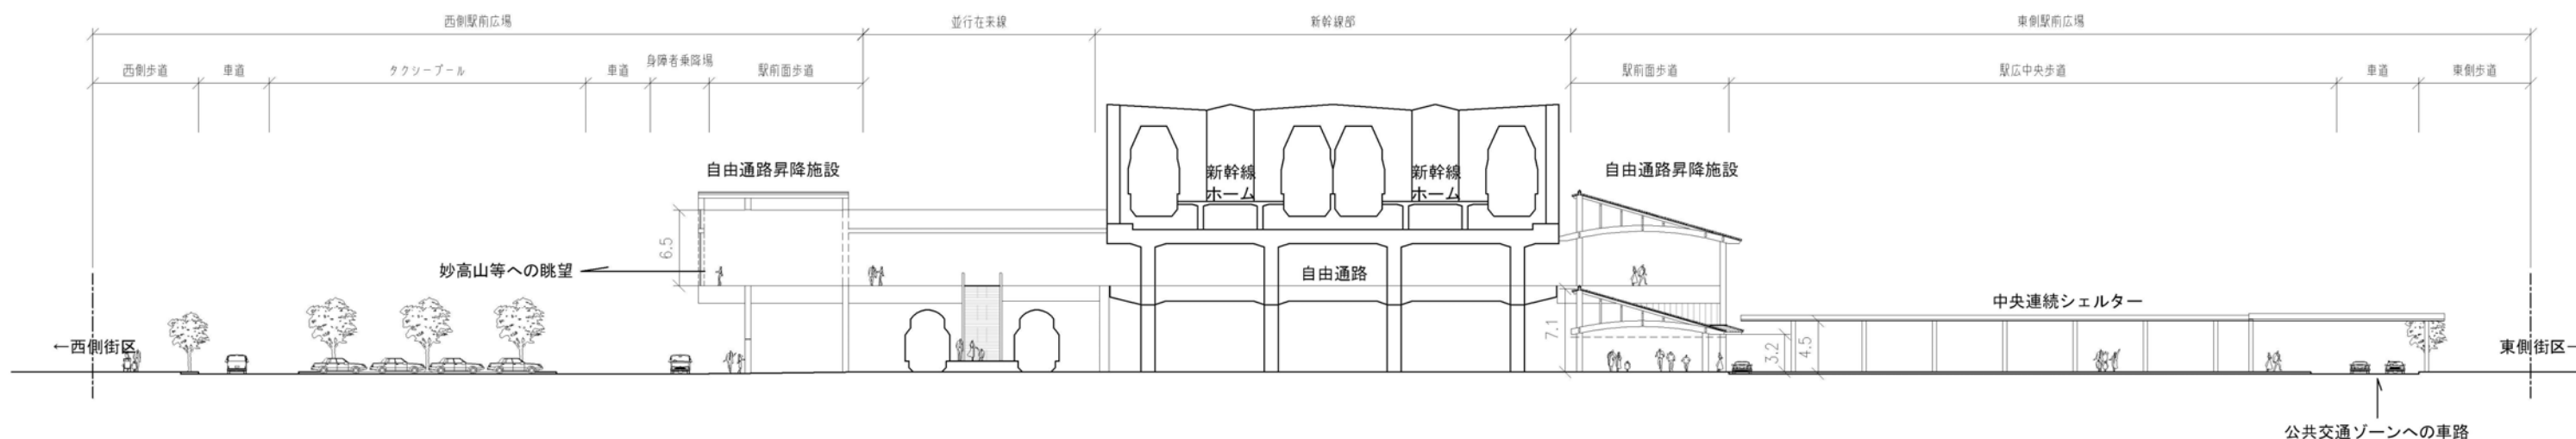 西側駅前広場
並行在来線
新幹線部
東側駅前広場
西側歩道
車道
タクシープール
車道
身障者乗降場
駅前面歩道
駅前面歩道
駅広中央歩道
車道
東側歩道
自由通路昇降施設
新幹線
ホーム
新幹線
ホーム
自由通路昇降施設
6.5
妙高山等への眺望
自由通路
中央連続シェルター
7.1
3.2
4.5
←西側街区
東側街区→
公共交通ゾーンへの車路